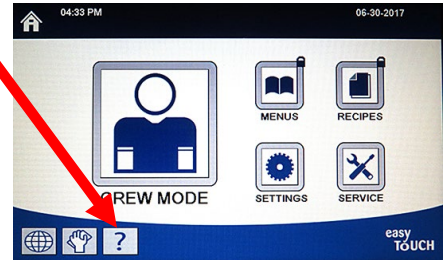 04:33 PM
06-30-2017
MENUS
RECIPES
CREW MODE
SETTINGS
SERVICE
?
easy
TOUCH